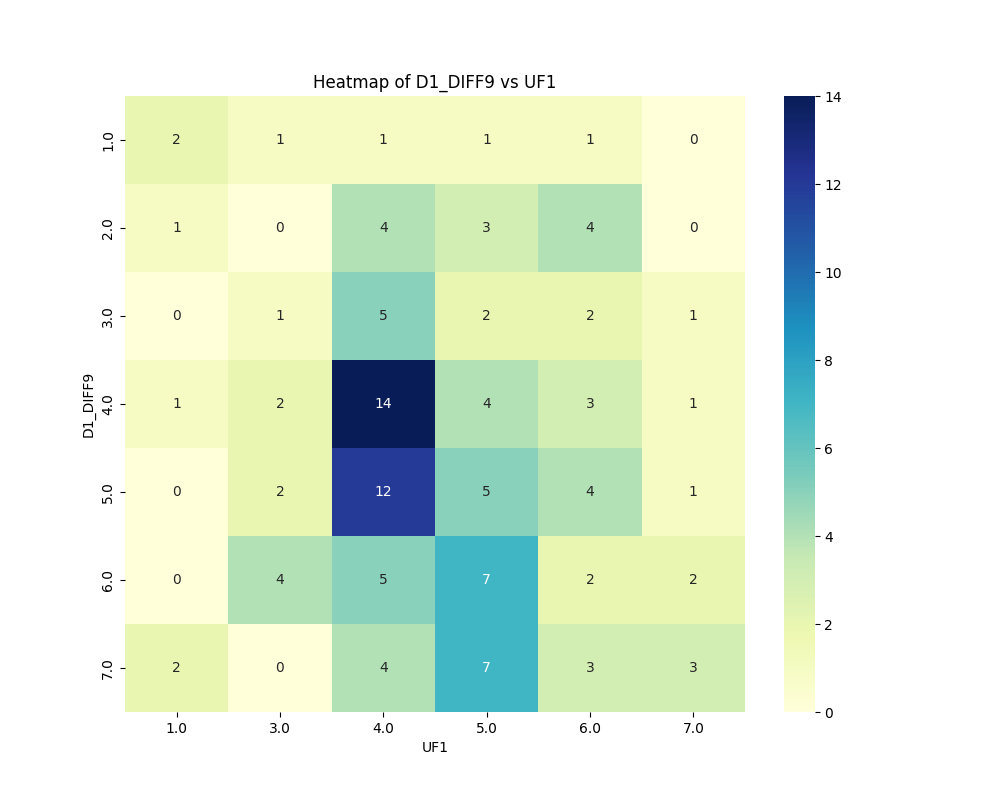 Heatmap of D1_DIFF9 vs UF1
1.0 2 1 1 1 1 0
2.0 1 0 4 3 4 0
3.0 0 1 5 2 2 1
4.0 1 2 14 4 3 1
5.0 0 2 12 5 4 1
6.0 0 4 5 7 2 2
7.0 2 0 4 7 3 3
1.0 3.0 4.0 5.0 6.0 7.0
UF1
D1_DIFF9
14
12
10
8
6
4
2
0